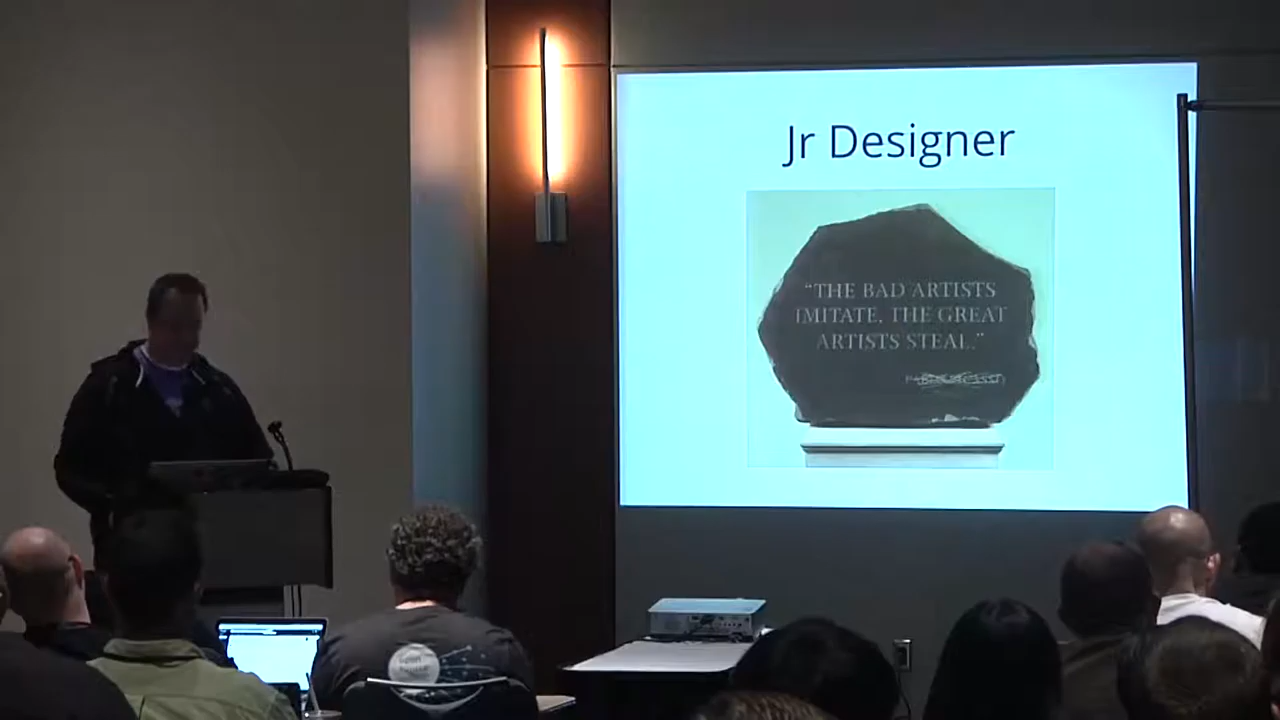 Jr Designer
“THE BAD ARTISTS
IMITATE, THE GREAT
ARTISTS STEAL.”